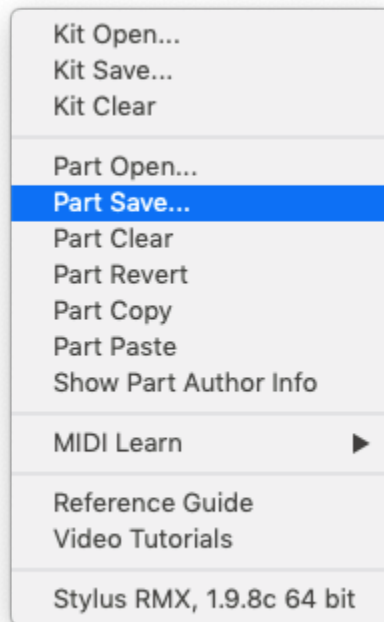 Kit Open...
Kit Save...
Kit Clear
Part Open...
Part Save...
Part Clear
Part Revert
Part Copy
Part Paste
Show Part Author Info
MIDI Learn
Reference Guide
Video Tutorials
Stylus RMX, 1.9.8c 64 bit